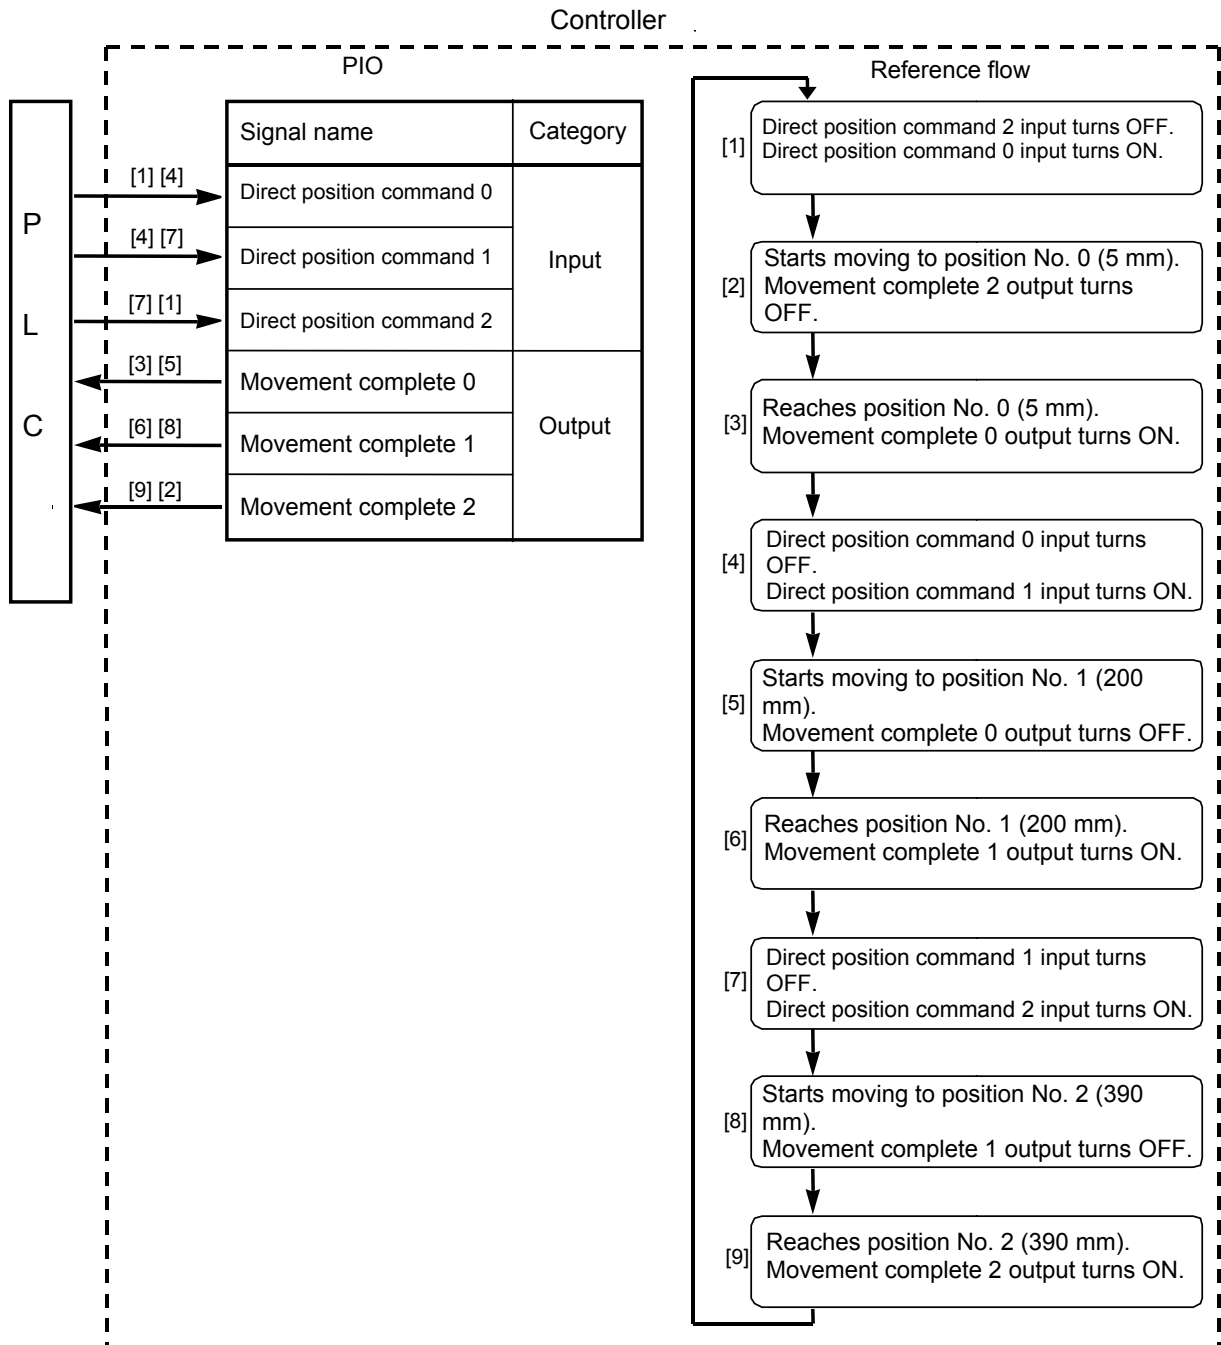 Controller
PIO
Signal name
Category
[1] [4]
Direct position command 0
[4] [7]
Direct position command 1
Input
[7] [1]
Direct position command 2
[3] [5]
Movement complete 0
[6] [8]
Movement complete 1
Output
[9] [2]
Movement complete 2
P
L
C
Reference flow
[1]
Direct position command 2 input turns OFF.
Direct position command 0 input turns ON.
[2]
Starts moving to position No. 0 (5 mm).
Movement complete 2 output turns
OFF.
[3]
Reaches position No. 0 (5 mm).
Movement complete 0 output turns ON.
[4]
Direct position command 0 input turns
OFF.
Direct position command 1 input turns ON.
[5]
Starts moving to position No. 1 (200
mm).
Movement complete 0 output turns OFF.
[6]
Reaches position No. 1 (200 mm).
Movement complete 1 output turns ON.
[7]
Direct position command 1 input turns
OFF.
Direct position command 2 input turns ON.
[8]
Starts moving to position No. 2 (390
mm).
Movement complete 1 output turns OFF.
[9]
Reaches position No. 2 (390 mm).
Movement complete 2 output turns ON.